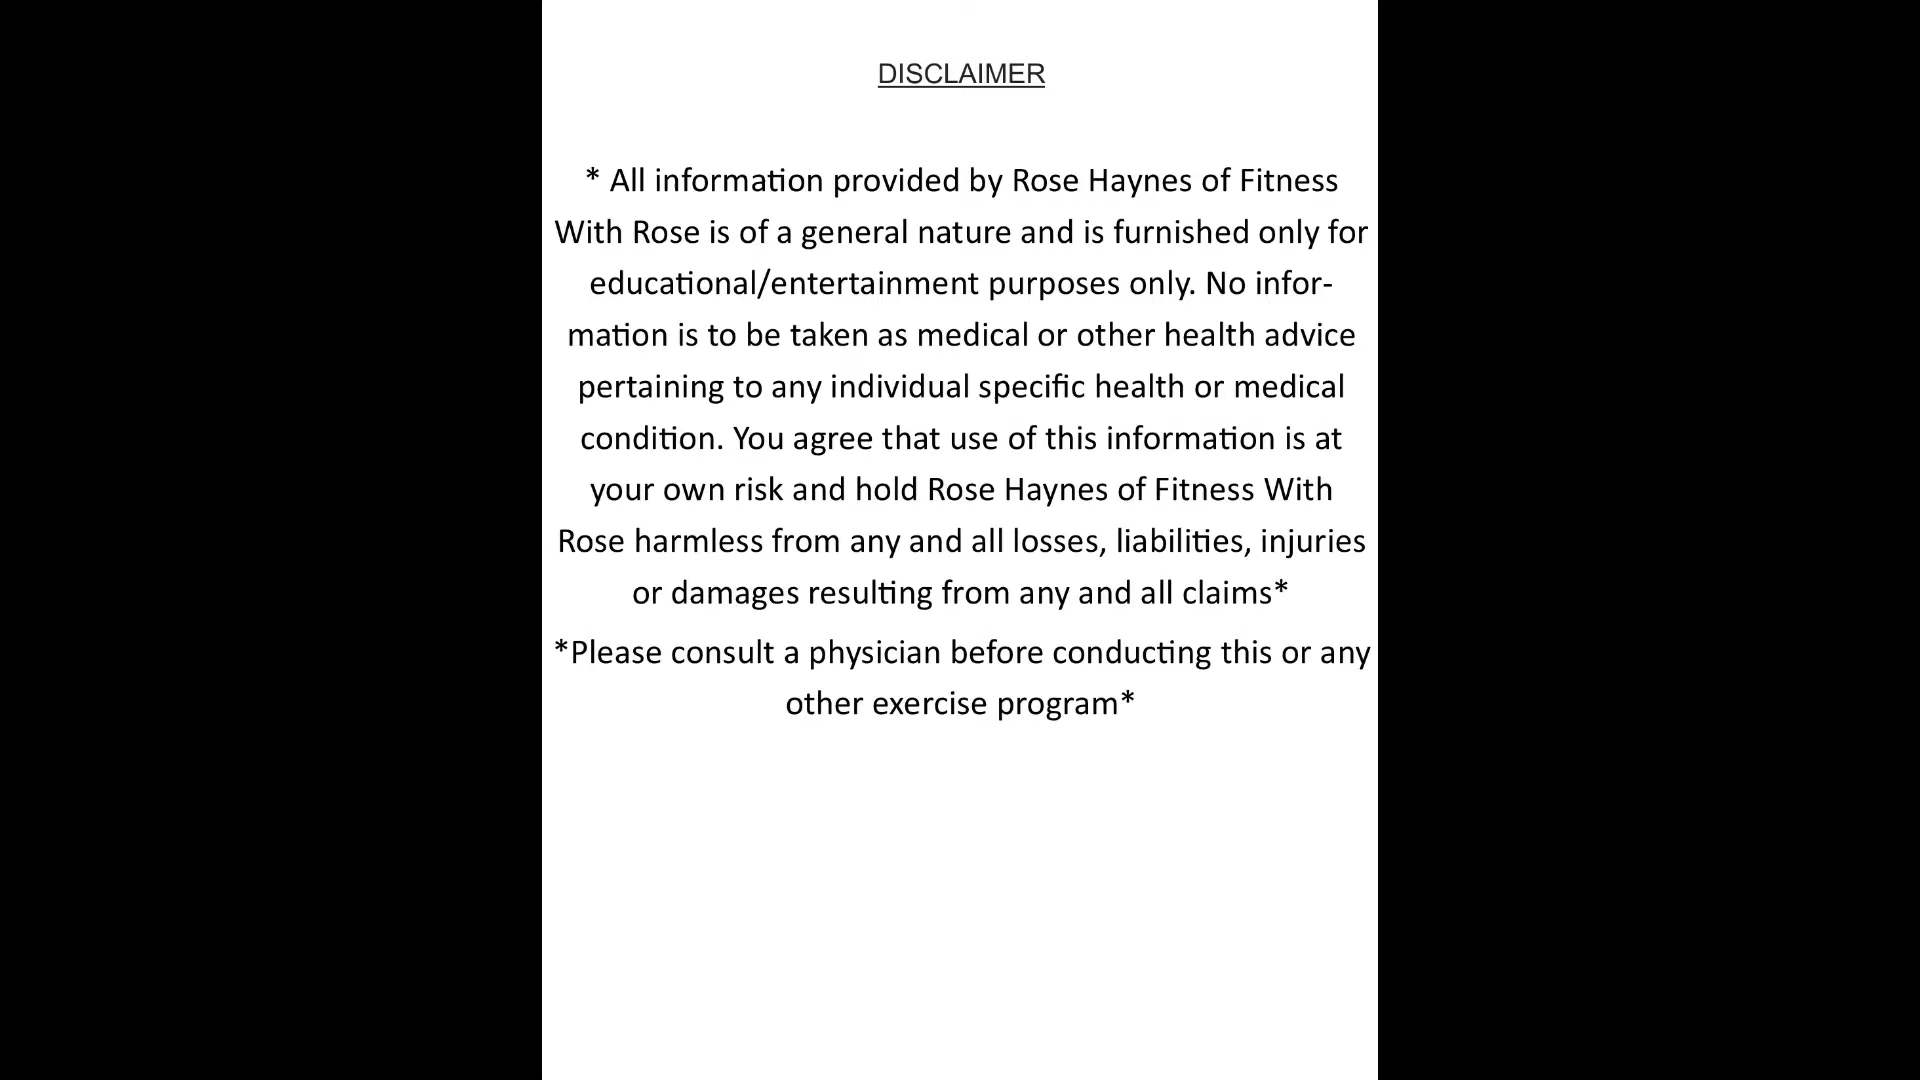 DISCLAIMER
* All information provided by Rose Haynes of Fitness
With Rose is of a general nature and is furnished only for
educational/entertainment purposes only. No infor-
mation is to be taken as medical or other health advice
pertaining to any individual specific health or medical
condition. You agree that use of this information is at
your own risk and hold Rose Haynes of Fitness With
Rose harmless from any and all losses, liabilities, injuries
or damages resulting from any and all claims*
*Please consult a physician before conducting this or any
other exercise program*